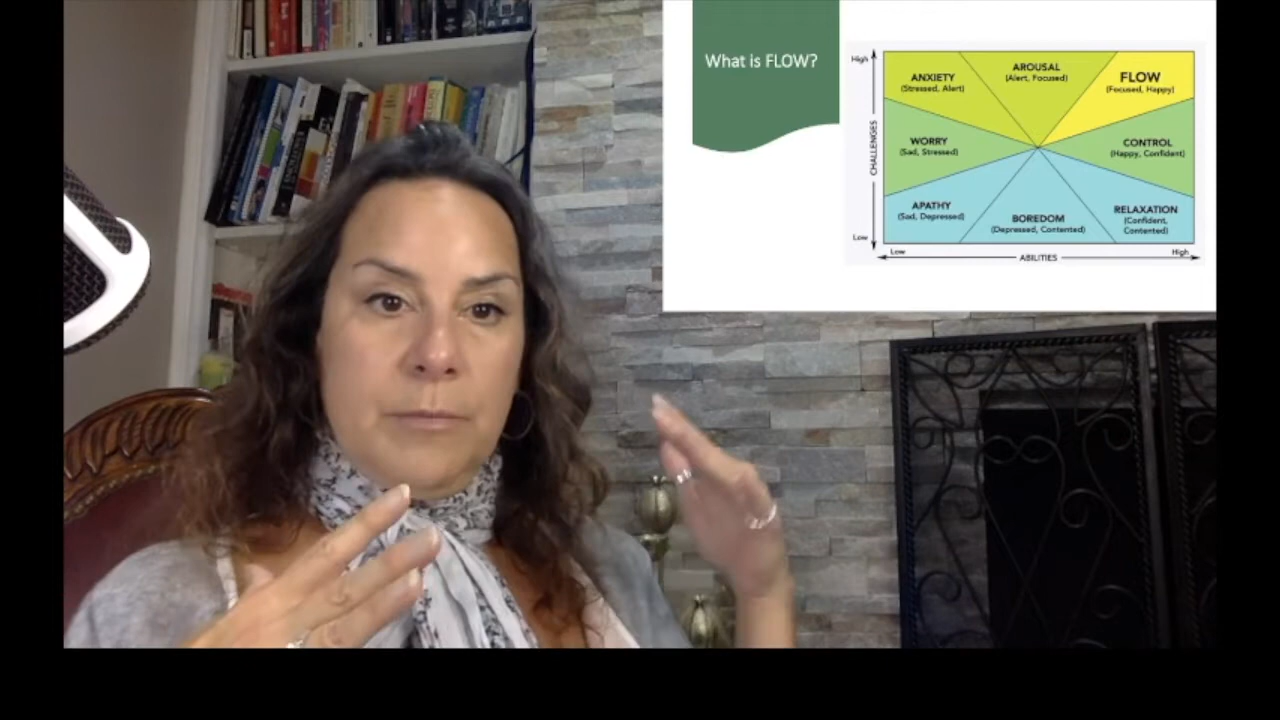 What is FLOW?
High
ANXIETY
(Stressed, Alert)
AROUSAL
(Alert, Focused)
FLOW
(Focused, Happy)
CHALLENGES
WORRY
(Sad, Stressed)
CONTROL
(Happy, Confident)
APATHY
(Sad, Depressed)
BOREDOM
(Depressed, Contented)
RELAXATION
(Confident,
Contented)
Low
Low
ABILITIES
High